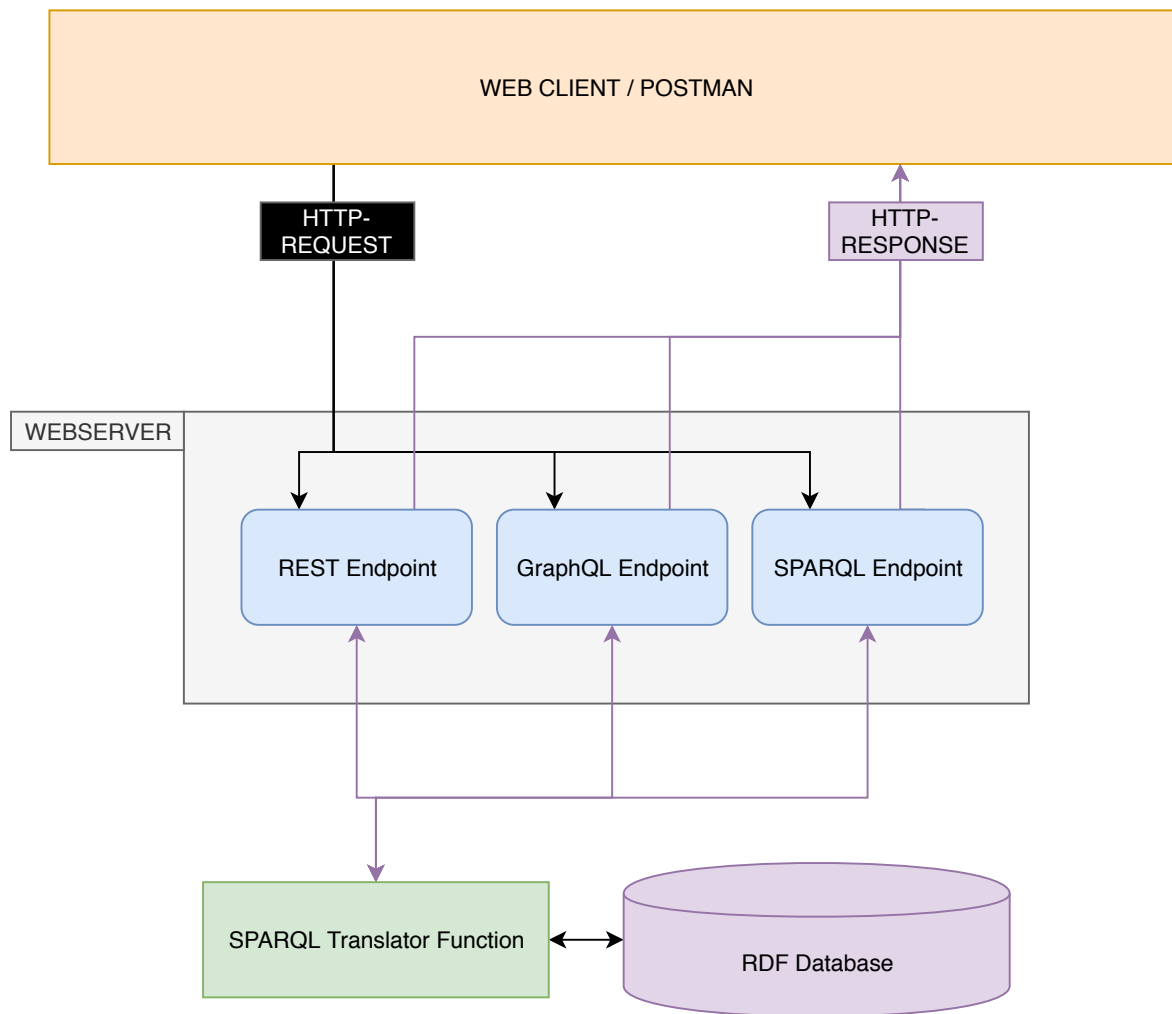 WEB CLIENT / POSTMAN
HTTP-
REQUEST
HTTP-
RESPONSE
WEBSERVER
REST Endpoint
GraphQL Endpoint
SPARQL Endpoint
SPARQL Translator Function
RDF Database